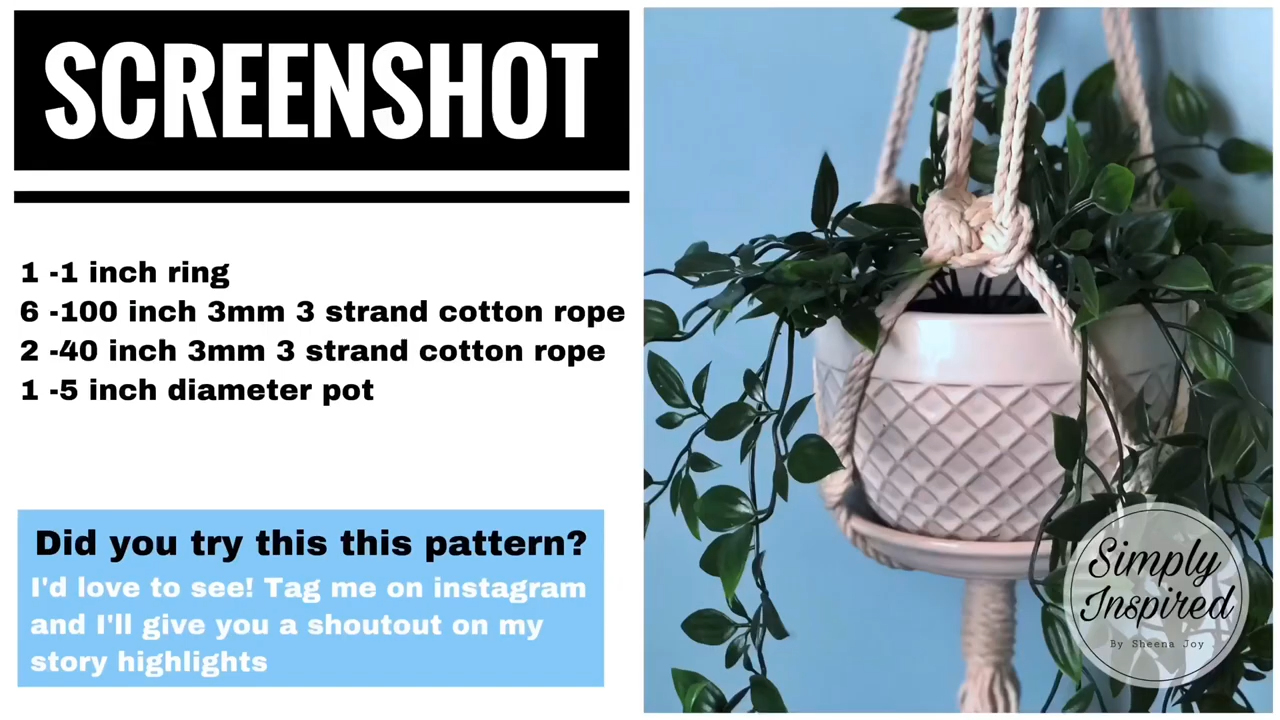 SCREENSHOT
1 -1 inch ring
6 -100 inch 3mm 3 strand cotton rope
2 -40 inch 3mm 3 strand cotton rope
1 -5 inch diameter pot
Did you try this this pattern?
I'd love to see! Tag me on instagram
and I'll give you a shoutout on my
story highlights
Simply
Inspired
By Sheena Joy